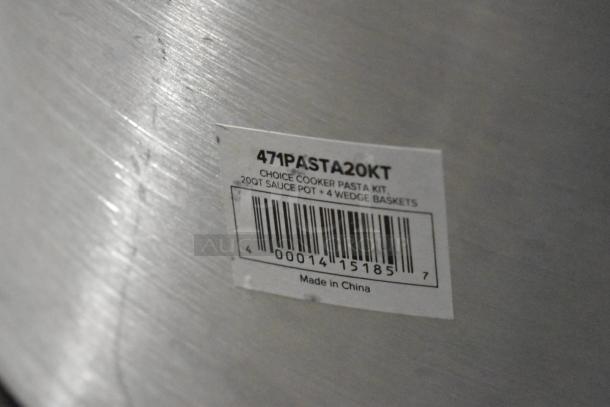 471PASTA20KT
CHOICE COOKER PASTA KIT,
20QT SAUCE POT + 4 WEDGE BASKETS
4 00014 15185 7
Made in China